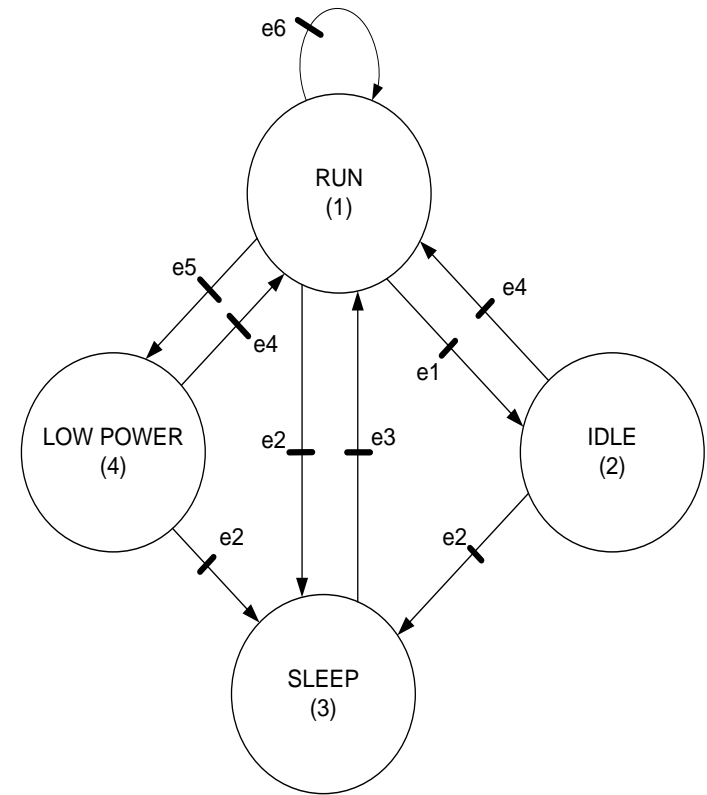 e6
RUN
(1)
e5
e4
e4
e1
LOW POWER
(4)
IDLE
(2)
e2
e3
e2
e2
SLEEP
(3)